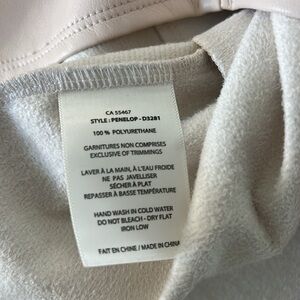 CA 55467
STYLE : PENELOP - D3281
100 % POLYURETHANE
GARNITURES NON COMPRISES
EXCLUSIVE OF TRIMMINGS
LAVER À LA MAIN, À L'EAU FROIDE
NE PAS JAVELLISER
SÉCHER À PLAT
REPASSER À BASSE TEMPÉRATURE
HAND WASH IN COLD WATER
DO NOT BLEACH - DRY FLAT
IRON LOW
FAIT EN CHINE / MADE IN CHINA